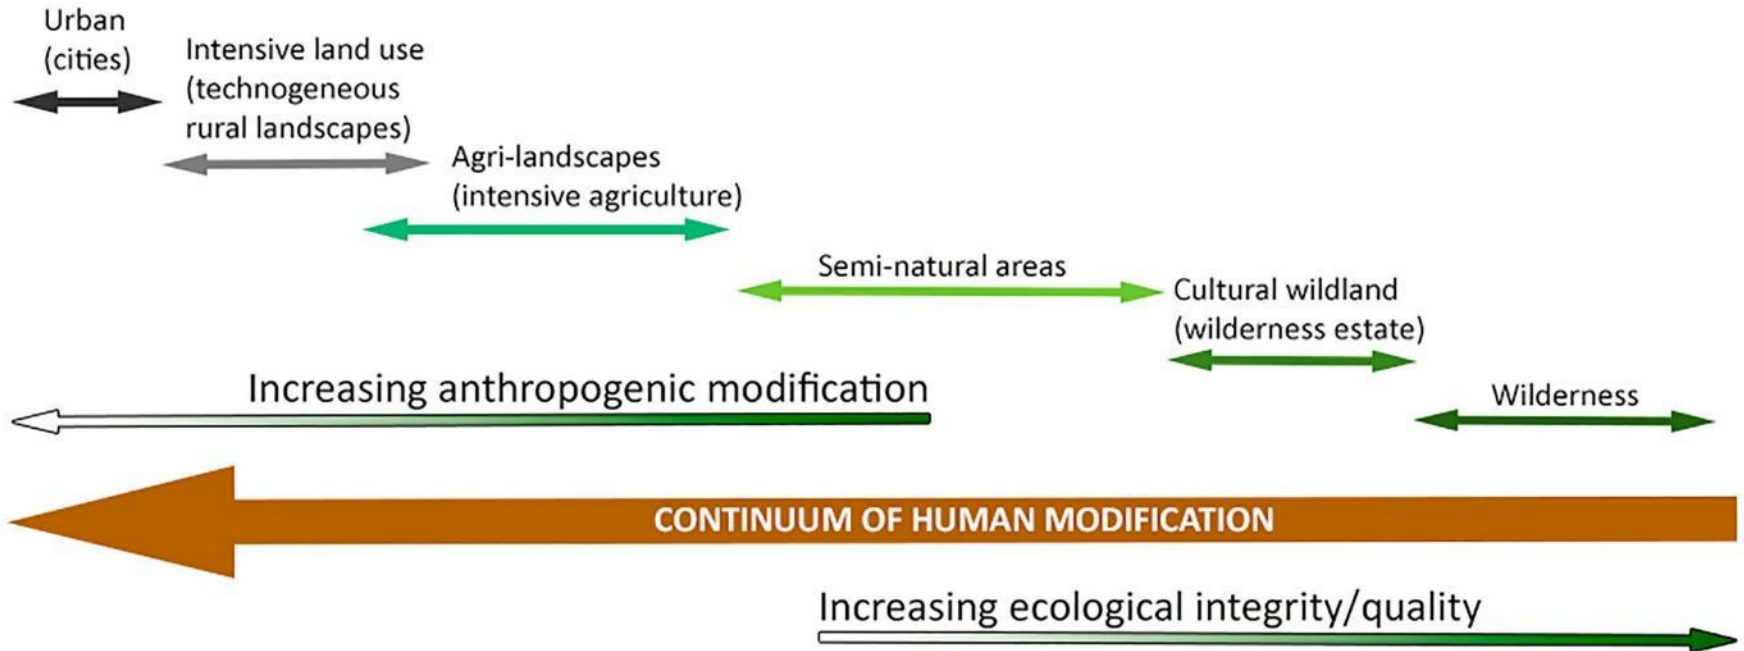 Urban
(cities)
Intensive land use
(technogeneous
rural landscapes)
Agri-landscapes
(intensive agriculture)
Semi-natural areas
Cultural wildland
(wilderness estate)
Increasing anthropogenic modification
Wilderness
CONTINUUM OF HUMAN MODIFICATION
Increasing ecological integrity/quality